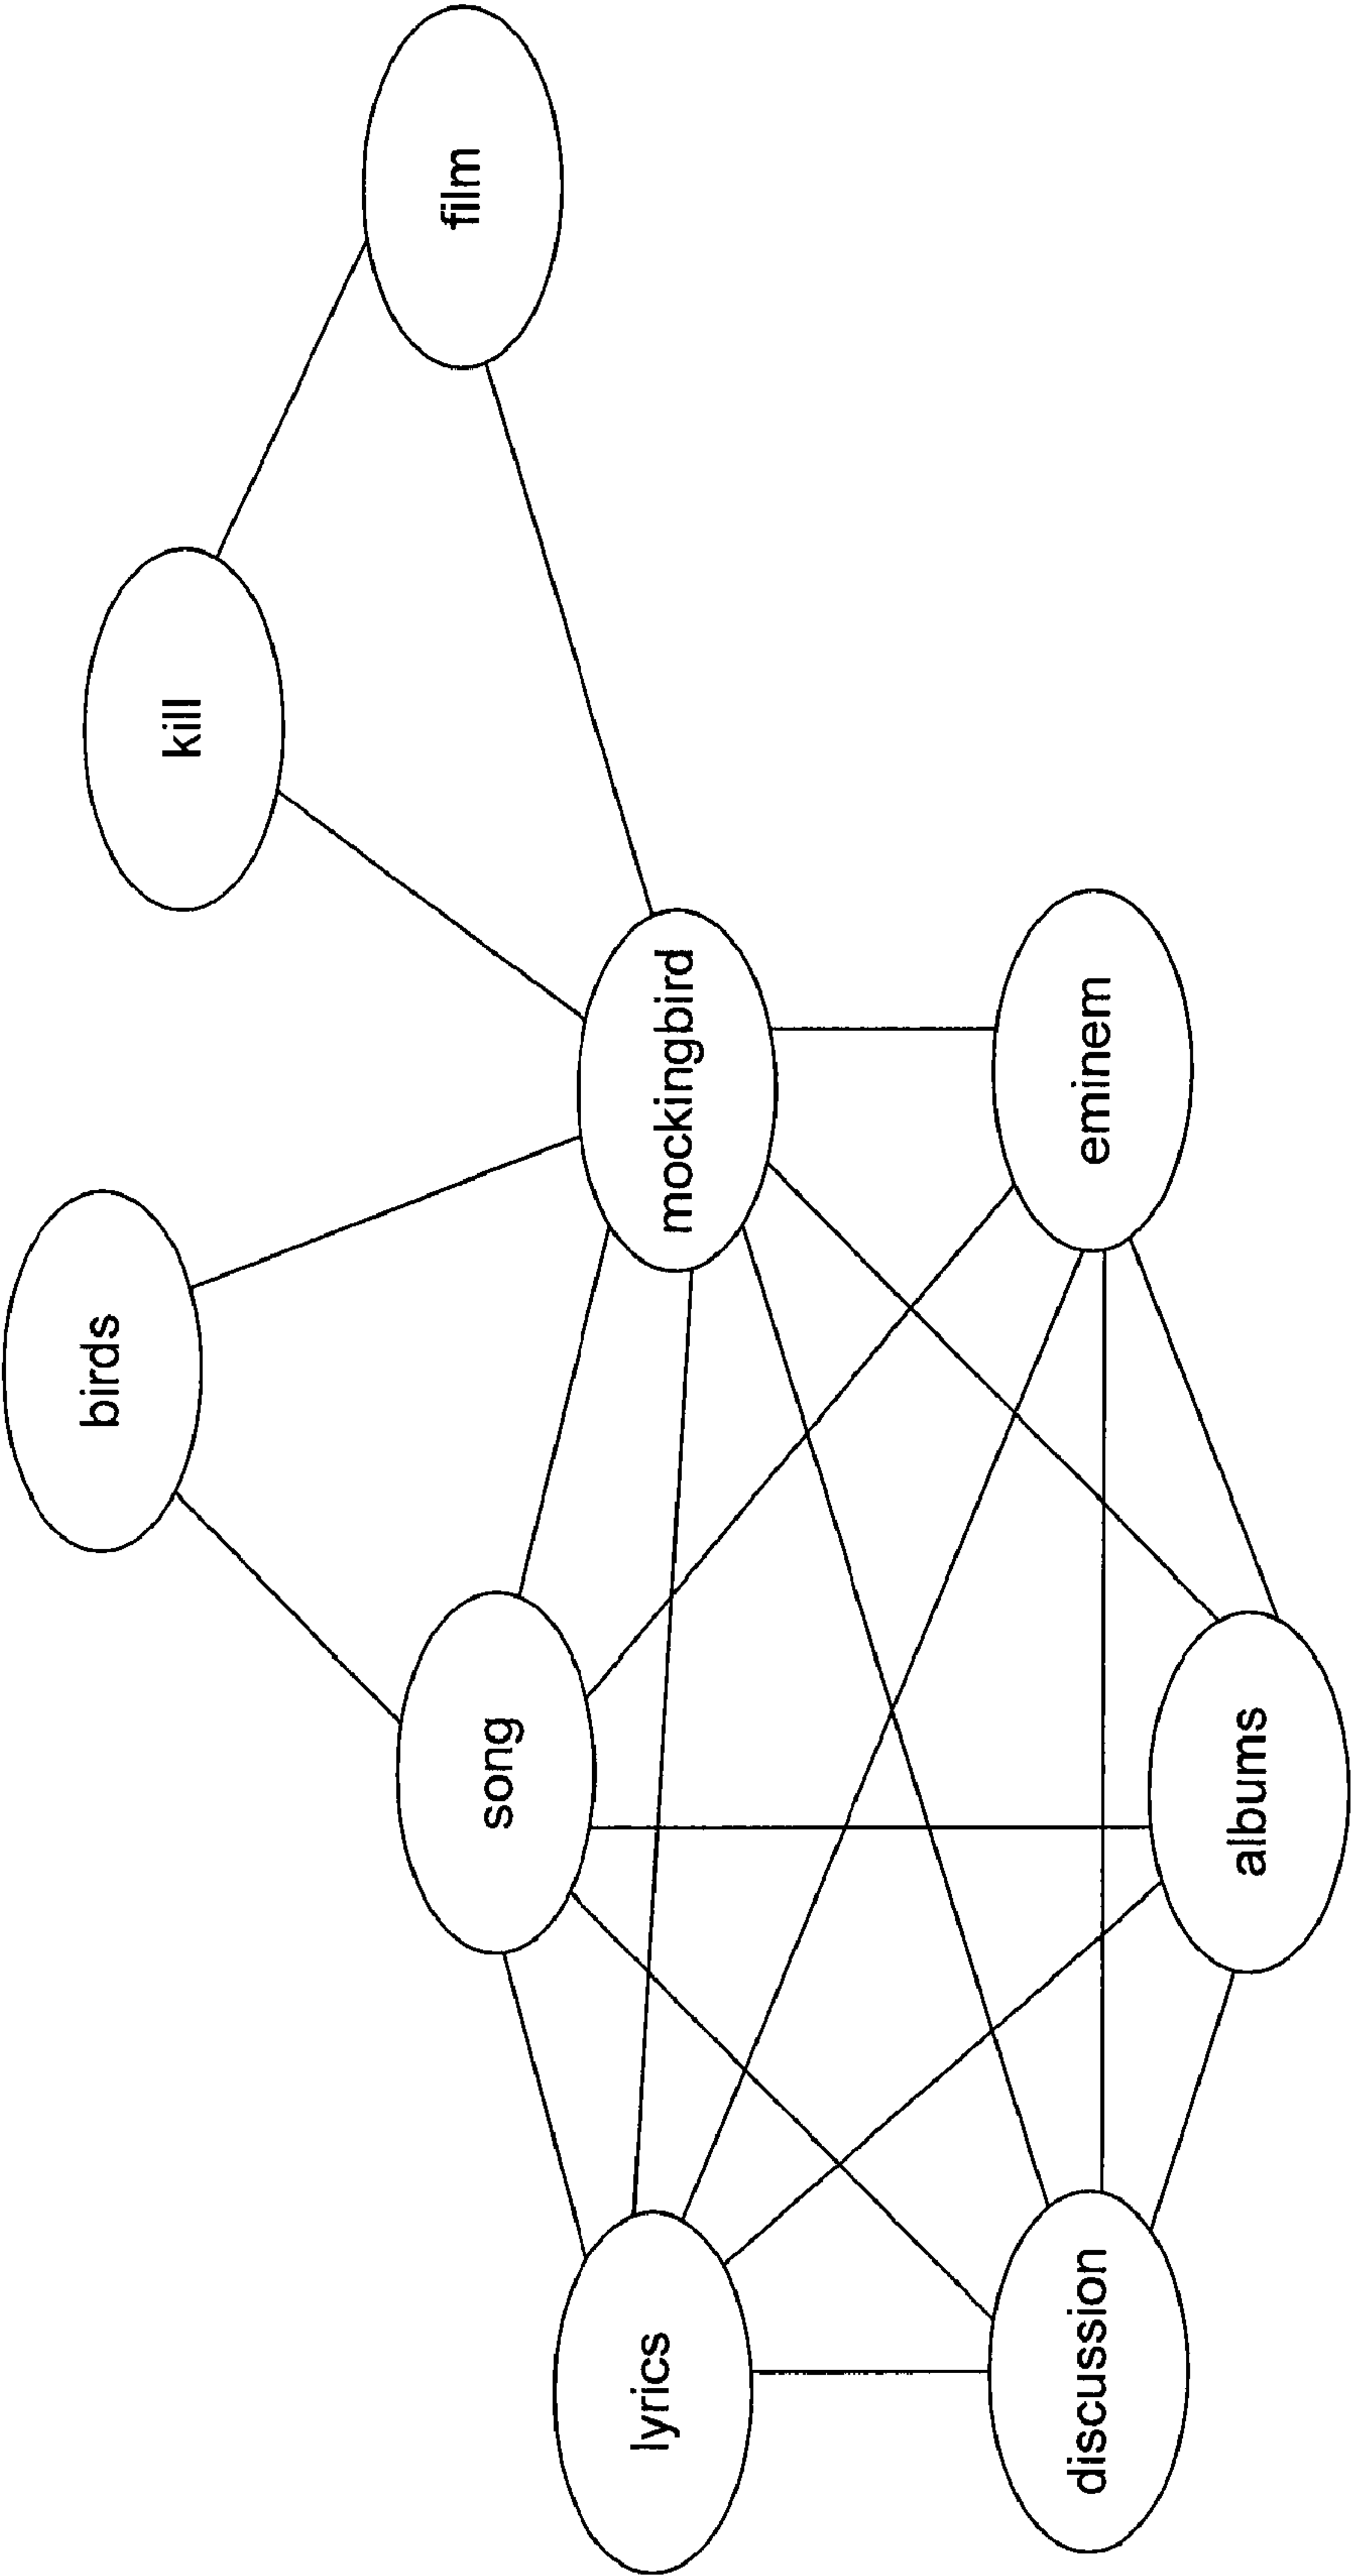 birds
kill
song
film
lyrics
mockingbird
discussion
eminem
albums